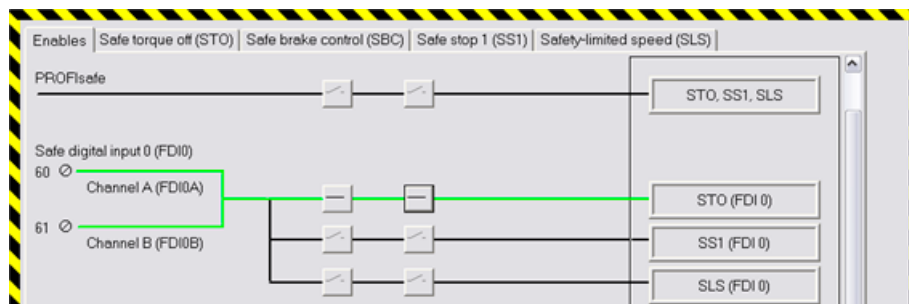 Enables Safe torque off (STO) Safe brake control (SBC) Safe stop 1 (SS1) Safety-limited speed (SLS)
PROFIsafe
STO, SS1, SLS
Safe digital input 0 (FDI0)
60
Channel A (FDI0A)
STO (FDI 0)
61
Channel B (FDI0B)
SS1 (FDI 0)
SLS (FDI 0)